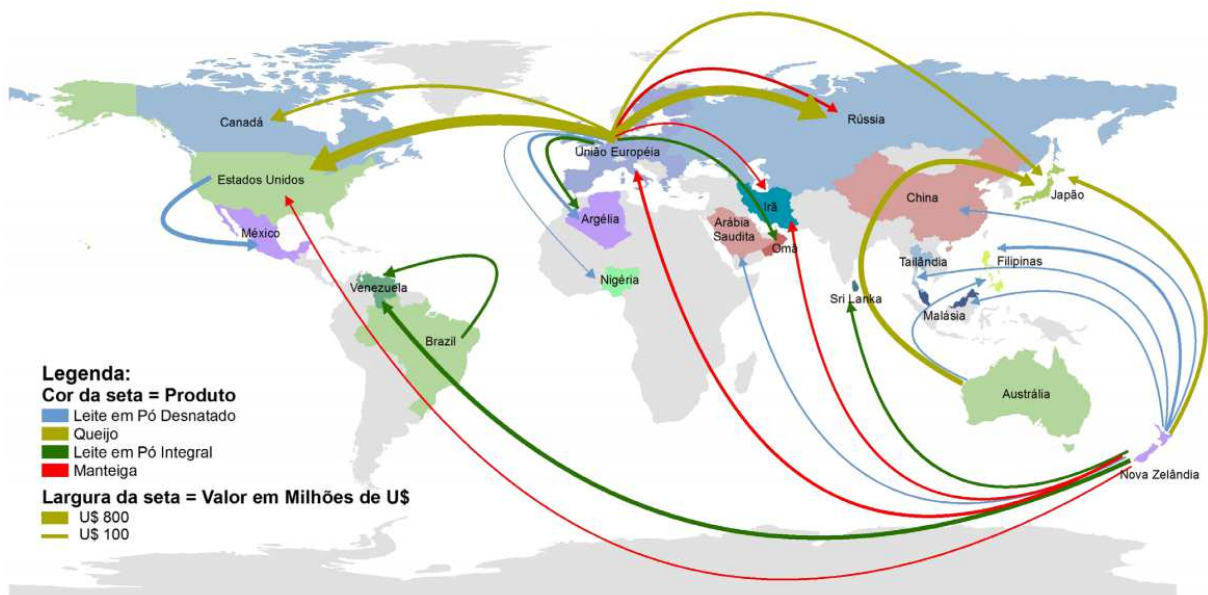 Canadá
Rússia
União Européia
Estados Unidos
China
Japão
Irã
Argélia
Arábia
Saudita
México
Omã
Tailândia
Filipinas
Nigéria
Venezuela
Sri Lanka
Malásia
Brazil
Legenda:
Cor da seta = Produto
Leite em Pó Desnatado
Queijo
Leite em Pó Integral
Manteiga
Austrália
Nova Zelândia
Largura da seta = Valor em Milhões de U$
U$ 800
U$ 100